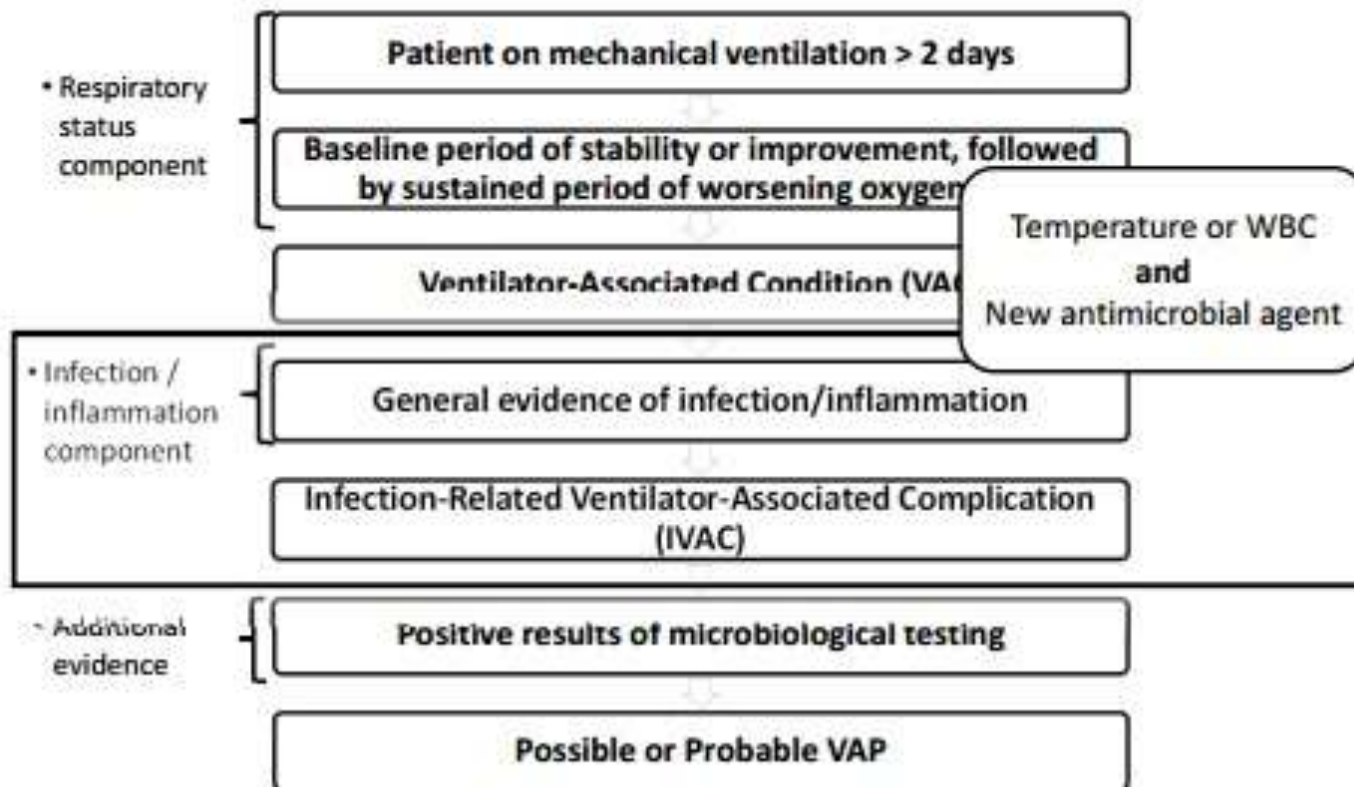 Patient on mechanical ventilation > 2 days
• Respiratory
status
component
Baseline period of stability or improvement, followed
by sustained period of worsening oxygen
Temperature or WBC
and
New antimicrobial agent
Ventilator-Associated Condition (VAC
• Infection /
inflammation
component
General evidence of infection/inflammation
Infection-Related Ventilator-Associated Complication
(IVAC)
- Additional
evidence
Positive results of microbiological testing
Possible or Probable VAP